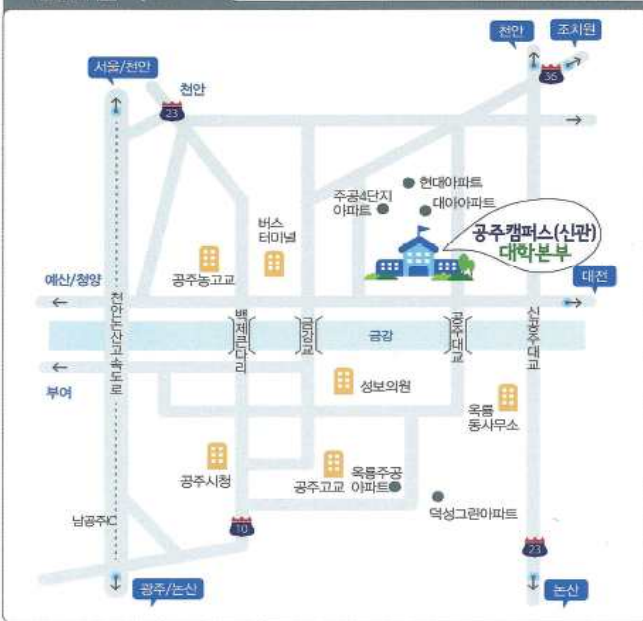 천안
조치원
36
서울/천안
천안
23
현대아파트
주공4단지
아파트
대아아파트
버스
터미널
공주캠퍼스(신관)
대학본부
공주농고교
예산/청양
대전
천안논산고속도로
백제큰다리
금강교
금강
공주대교
신공주대교
부여
성보의원
옥룡
동사무소
공주시청
공주고교
옥룡주공
아파트
덕성그린아파트
남공주IC
10
23
광주/논산
논산